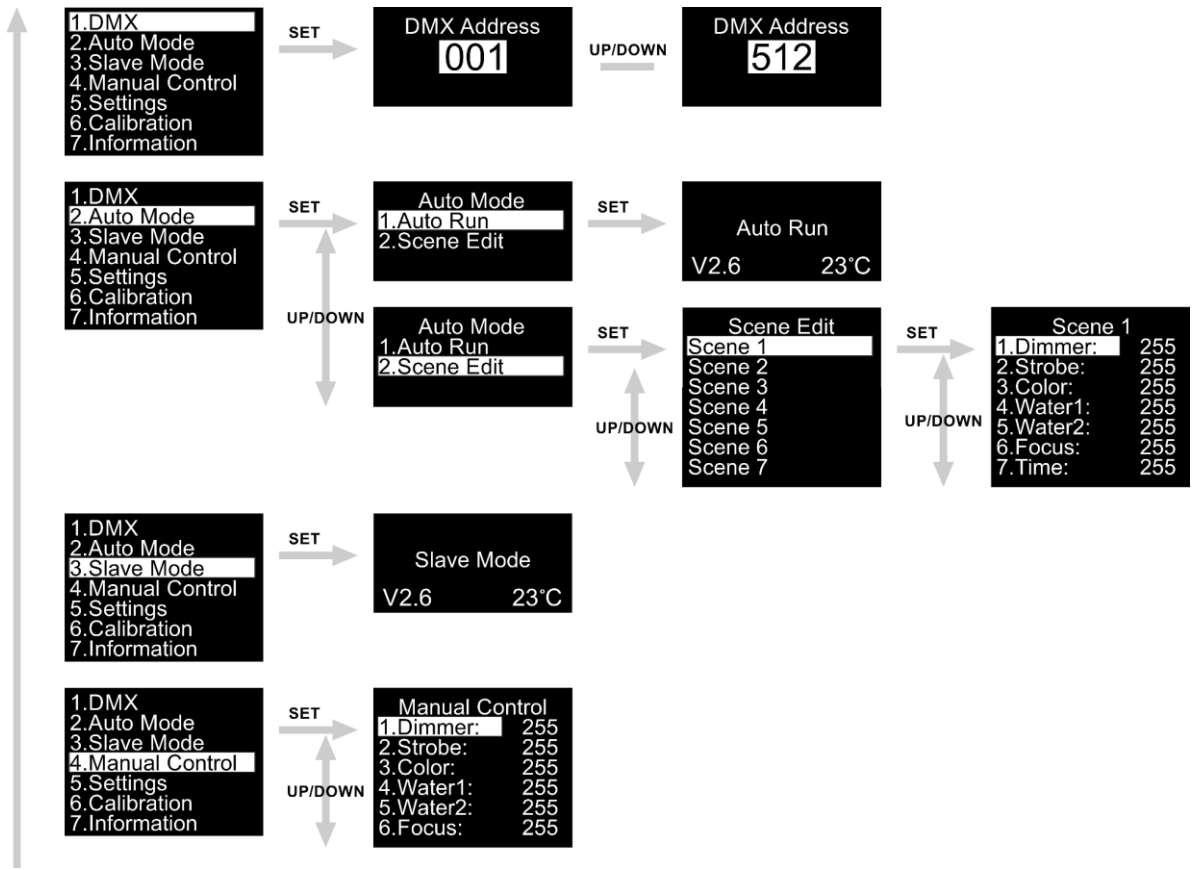 1.DMX
2.Auto Mode
3.Slave Mode
4.Manual Control
5.Settings
6.Calibration
7.Information
SET
DMX Address
001
UP/DOWN
DMX Address
512
1.DMX
2.Auto Mode
3.Slave Mode
4.Manual Control
5.Settings
6.Calibration
7.Information
SET
UP/DOWN
Auto Mode
1.Auto Run
2.Scene Edit
SET
Auto Run
V2.6 23°C
Auto Mode
1.Auto Run
2.Scene Edit
SET
UP/DOWN
Scene Edit
Scene 1
Scene 2
Scene 3
Scene 4
Scene 5
Scene 6
Scene 7
SET
UP/DOWN
Scene 1
1.Dimmer: 255
2.Strobe: 255
3.Color: 255
4.Water1: 255
5.Water2: 255
6.Focus: 255
7.Time: 255
1.DMX
2.Auto Mode
3.Slave Mode
4.Manual Control
5.Settings
6.Calibration
7.Information
SET
Slave Mode
V2.6 23°C
1.DMX
2.Auto Mode
3.Slave Mode
4.Manual Control
5.Settings
6.Calibration
7.Information
SET
UP/DOWN
Manual Control
1.Dimmer: 255
2.Strobe: 255
3.Color: 255
4.Water1: 255
5.Water2: 255
6.Focus: 255